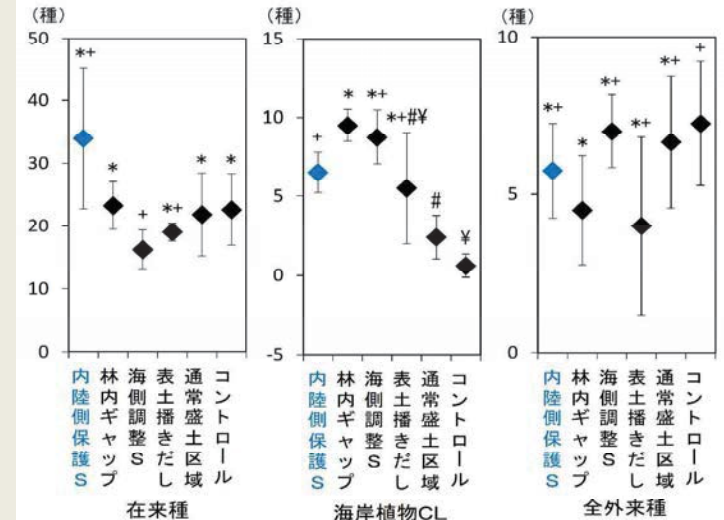 (種)
50
40
30
20
10
0
*+
*
+
*+
*
*
内陸側保護S
林内ギャップ
海側調整S
表土播きだし
通常盛土区域
コントロール
在来種
(種)
15
10
5
0
-5
+
*
*+
*+#¥
#
¥
内陸側保護S
林内ギャップ
海側調整S
表土播きだし
通常盛土区域
コントロール
海岸植物CL
(種)
10
5
0
*+
*
*+
*+
*+
+
内陸側保護S
林内ギャップ
海側調整S
表土播きだし
通常盛土区域
コントロール
全外来種